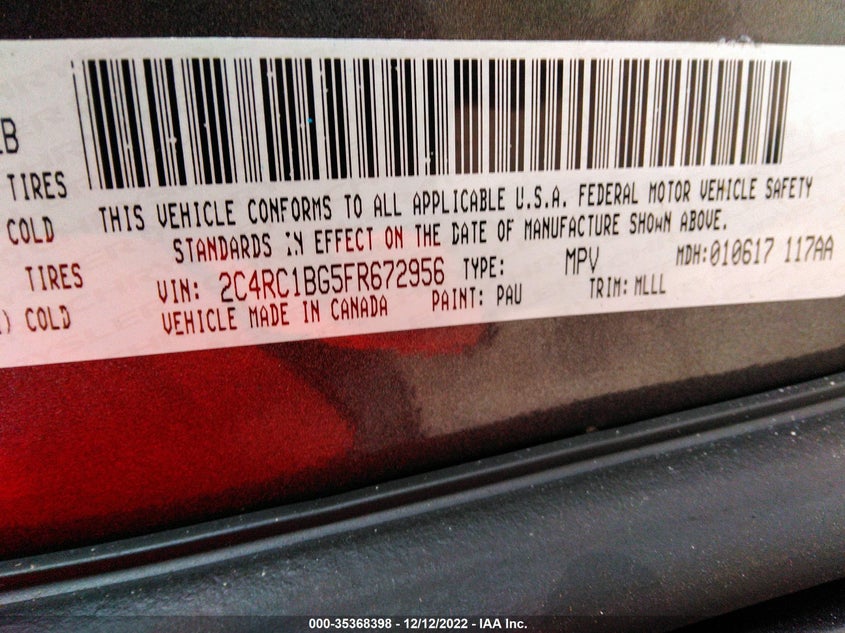 LB
TIRES
COLD
TIRES
) COLD
THIS VEHICLE CONFORMS TO ALL APPLICABLE U.S.A. FEDERAL MOTOR VEHICLE SAFETY
STANDARDS IN EFFECT ON THE DATE OF MANUFACTURE SHOWN ABOVE.
VIN: 2C4RC1BG5FR672956 TYPE: MPV MDH:010617 117AA
VEHICLE MADE IN CANADA PAINT: PAU TRIM: MLLL
000-35368398 - 12/12/2022 - IAA Inc.